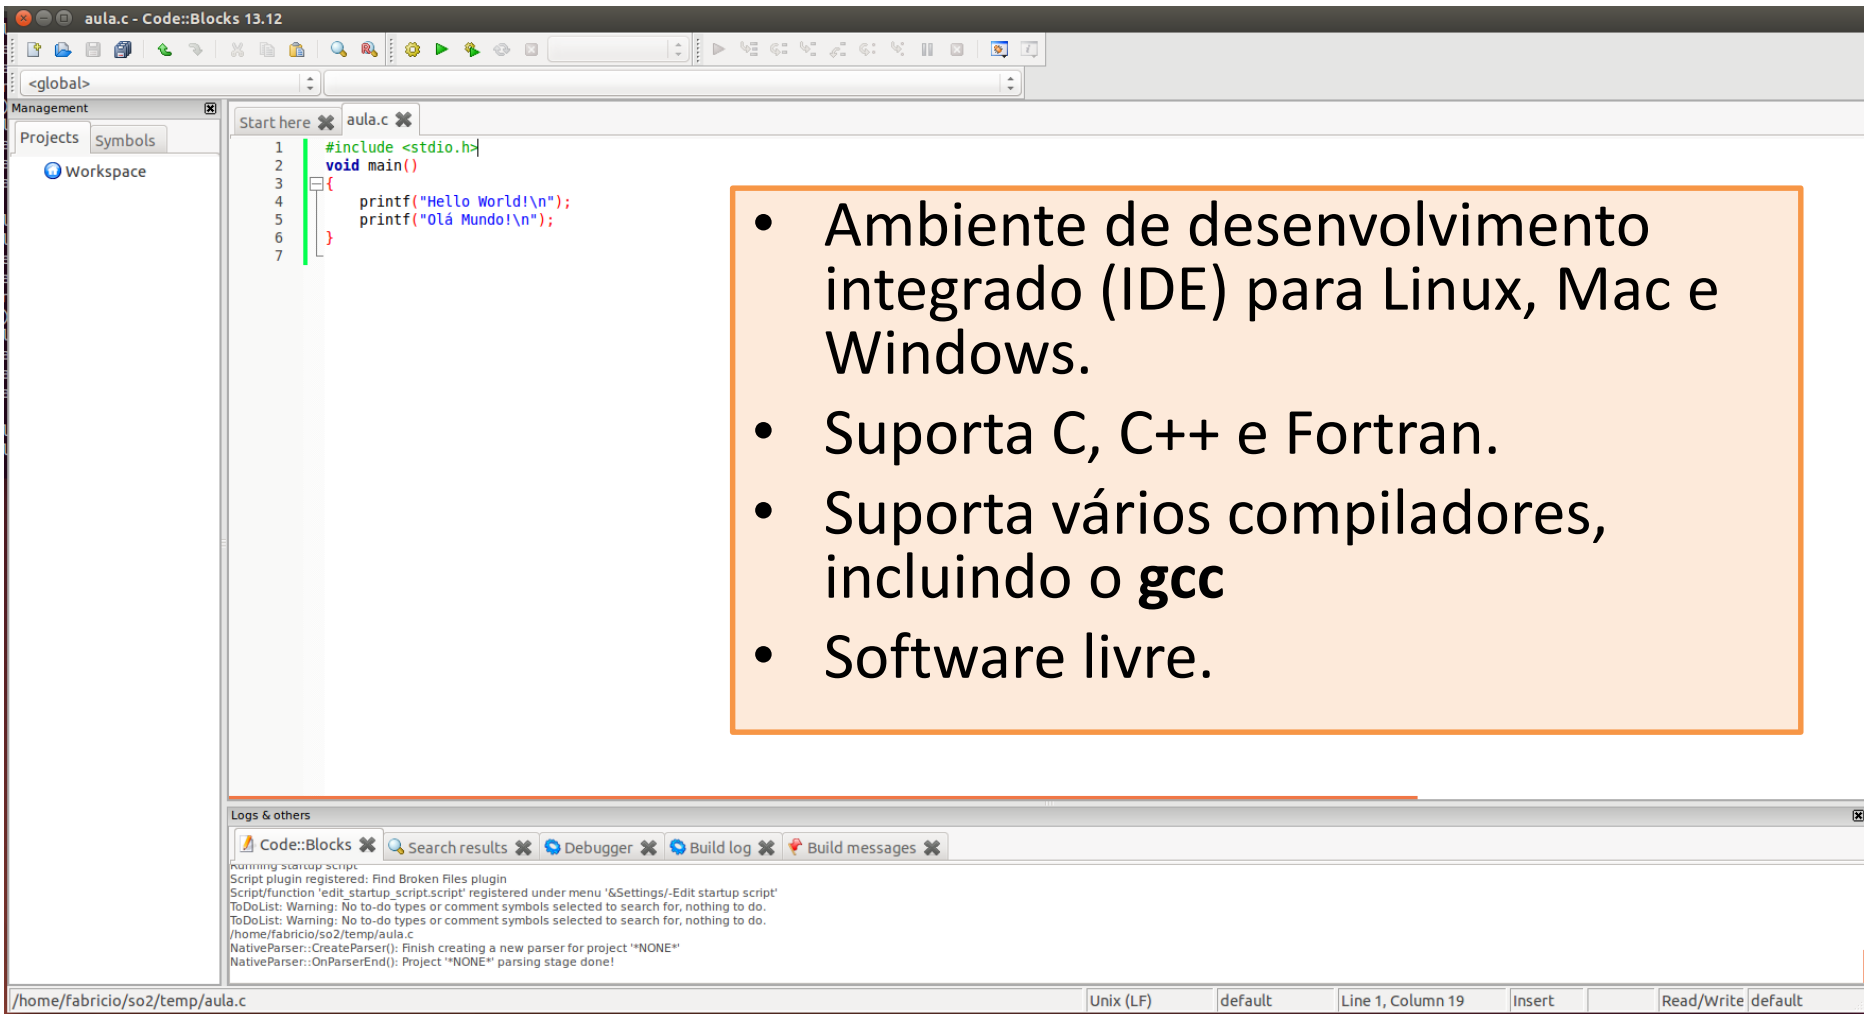 aula.c - Code::Blocks 13.12
<global>
Management
Projects Symbols
Workspace
Start here aula.c
1 #include <stdio.h>
2 void main()
3 {
4 printf("Hello World!\n");
5 printf("Olá Mundo!\n");
6 }
7
• Ambiente de desenvolvimento
integrado (IDE) para Linux, Mac e
Windows.
• Suporta C, C++ e Fortran.
• Suporta vários compiladores,
incluindo o gcc
• Software livre.
Logs & others
Code::Blocks Search results Debugger Build log Build messages
Running startup script
Script plugin registered: Find Broken Files plugin
Script/function 'edit_startup_script.script' registered under menu '&Settings/-Edit startup script'
ToDoList: Warning: No to-do types or comment symbols selected to search for, nothing to do.
ToDoList: Warning: No to-do types or comment symbols selected to search for, nothing to do.
/home/fabricio/so2/temp/aula.c
NativeParser::CreateParser(): Finish creating a new parser for project '*NONE*'
NativeParser::OnParserEnd(): Project '*NONE*' parsing stage done!
/home/fabricio/so2/temp/aula.c Unix (LF) default Line 1, Column 19 Insert Read/Write default